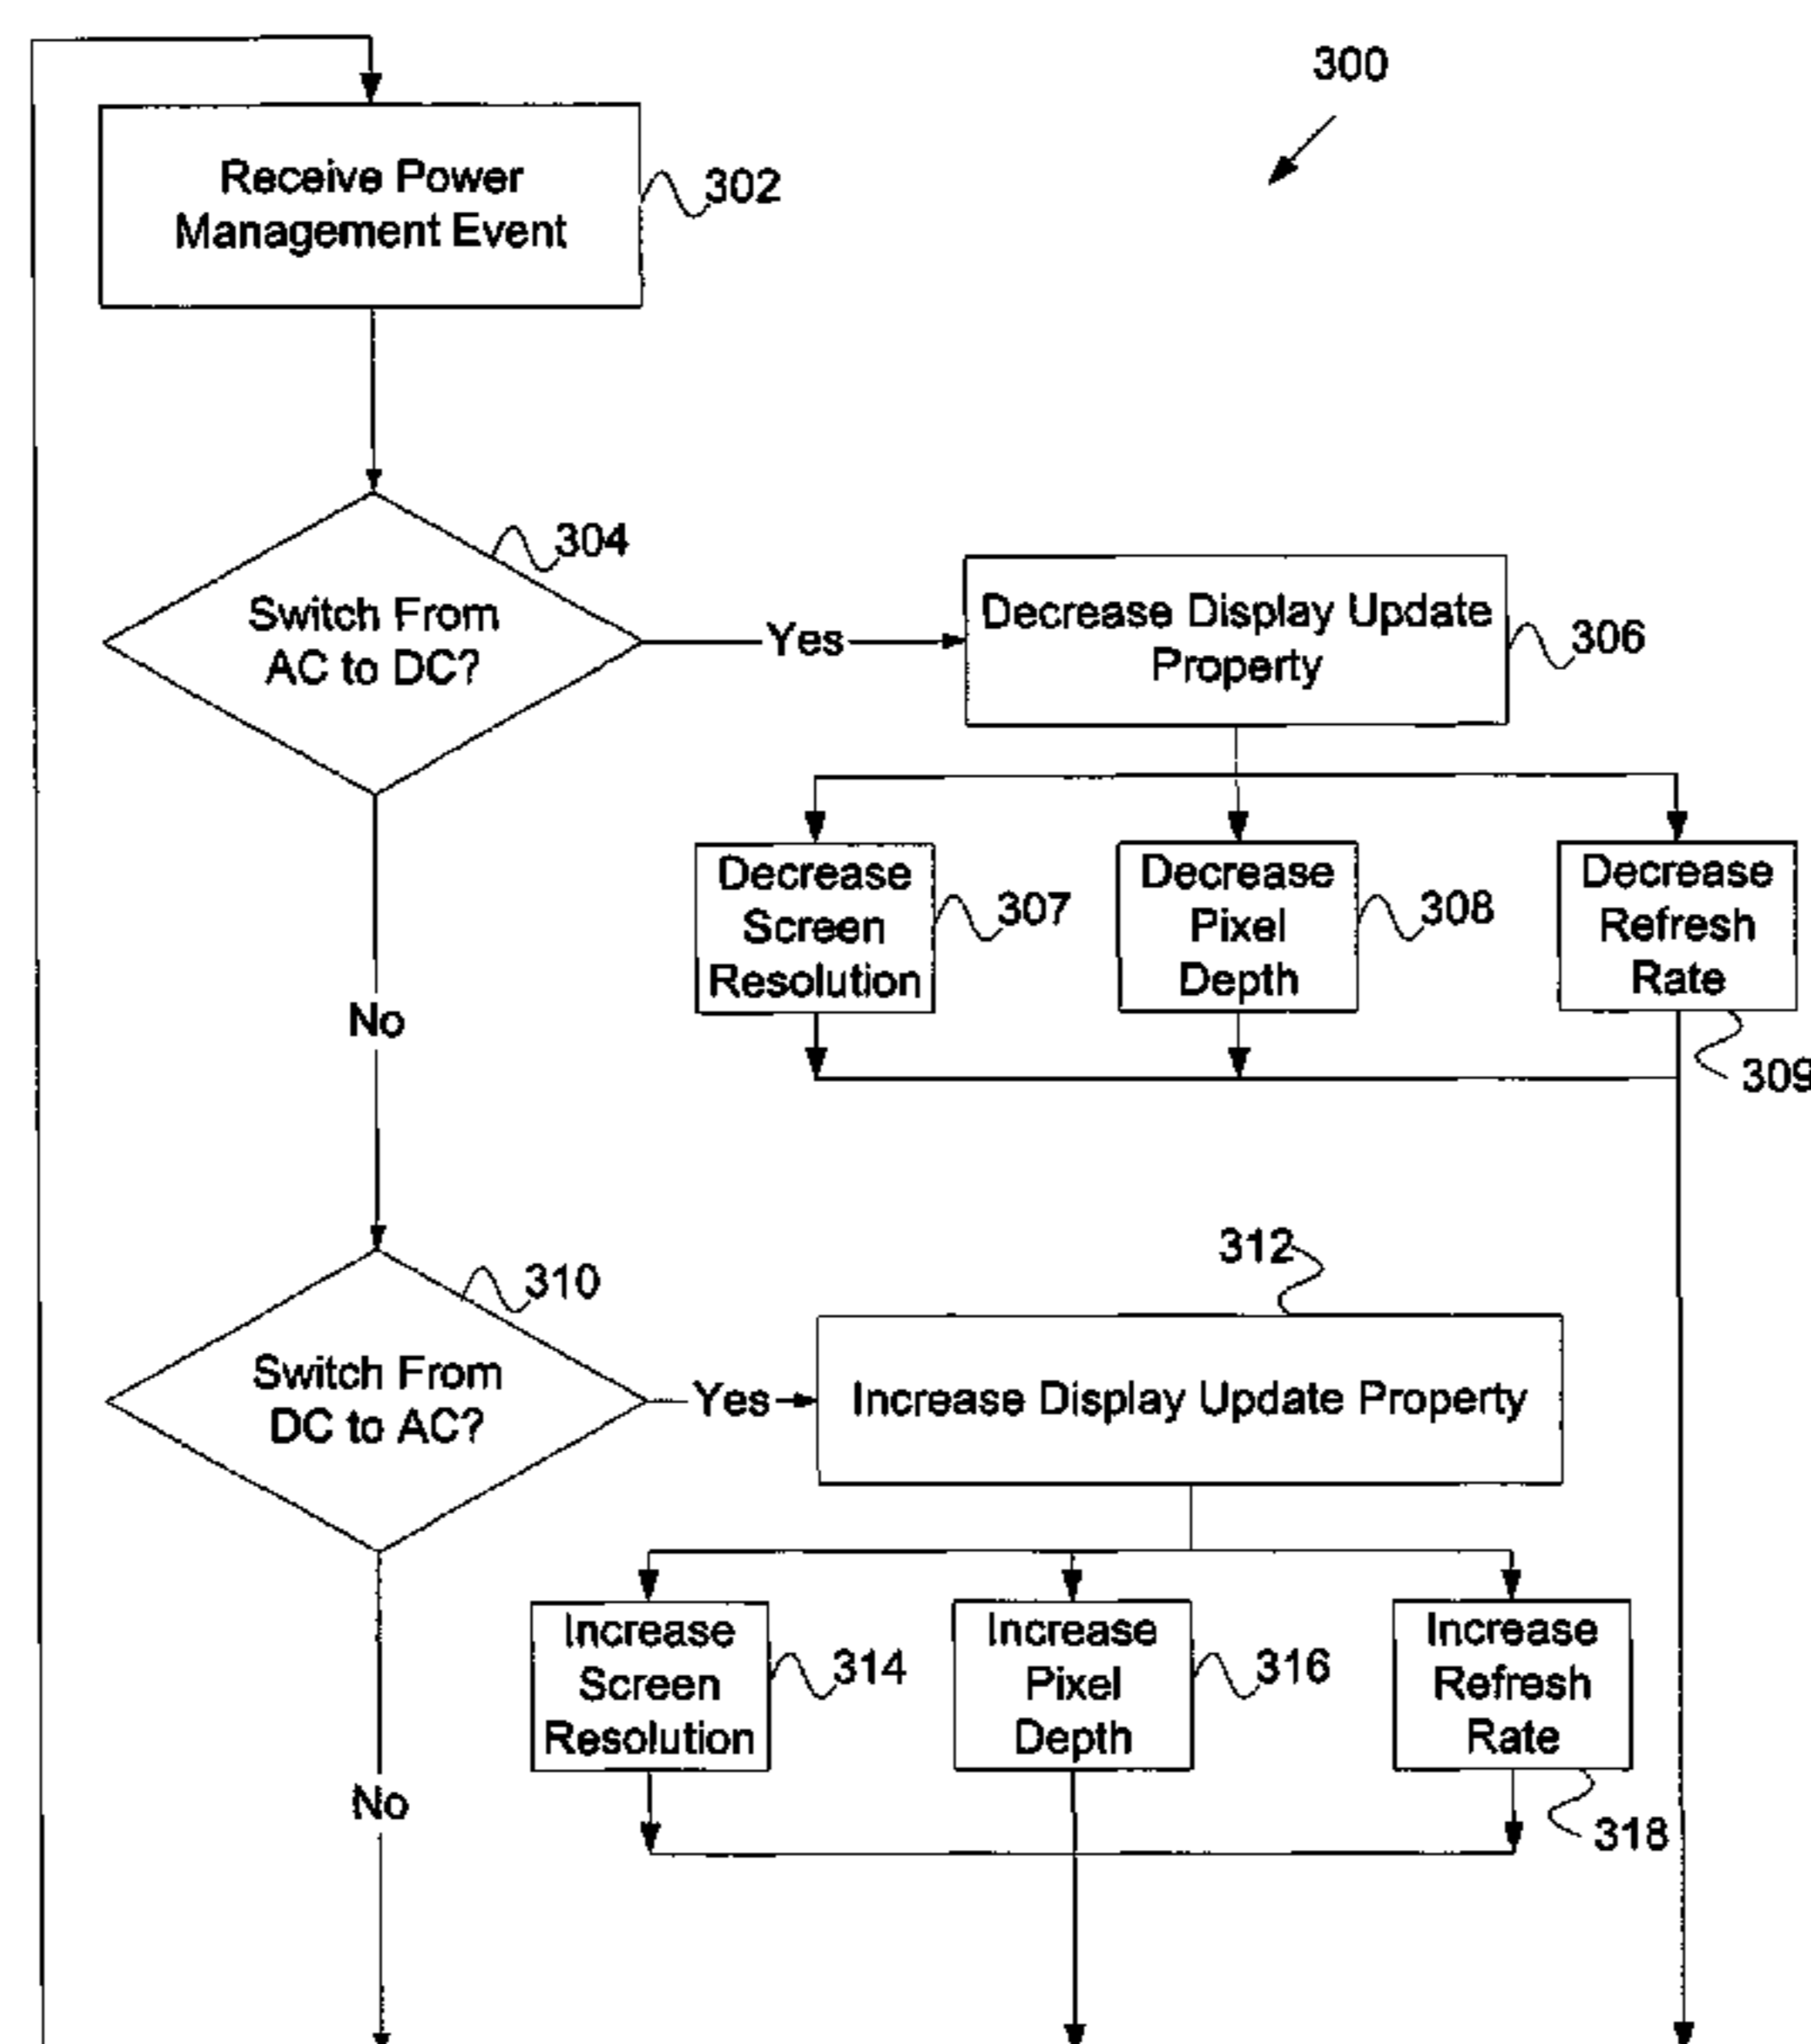 300
Receive Power
Management Event
302
304
Switch From
AC to DC?
Yes
Decrease Display Update
Property
306
Decrease
Screen
Resolution
307
Decrease
Pixel
Depth
308
Decrease
Refresh
Rate
309
No
310
Switch From
DC to AC?
Yes
312
Increase Display Update Property
Increase
Screen
Resolution
314
Increase
Pixel
Depth
316
Increase
Refresh
Rate
318
No